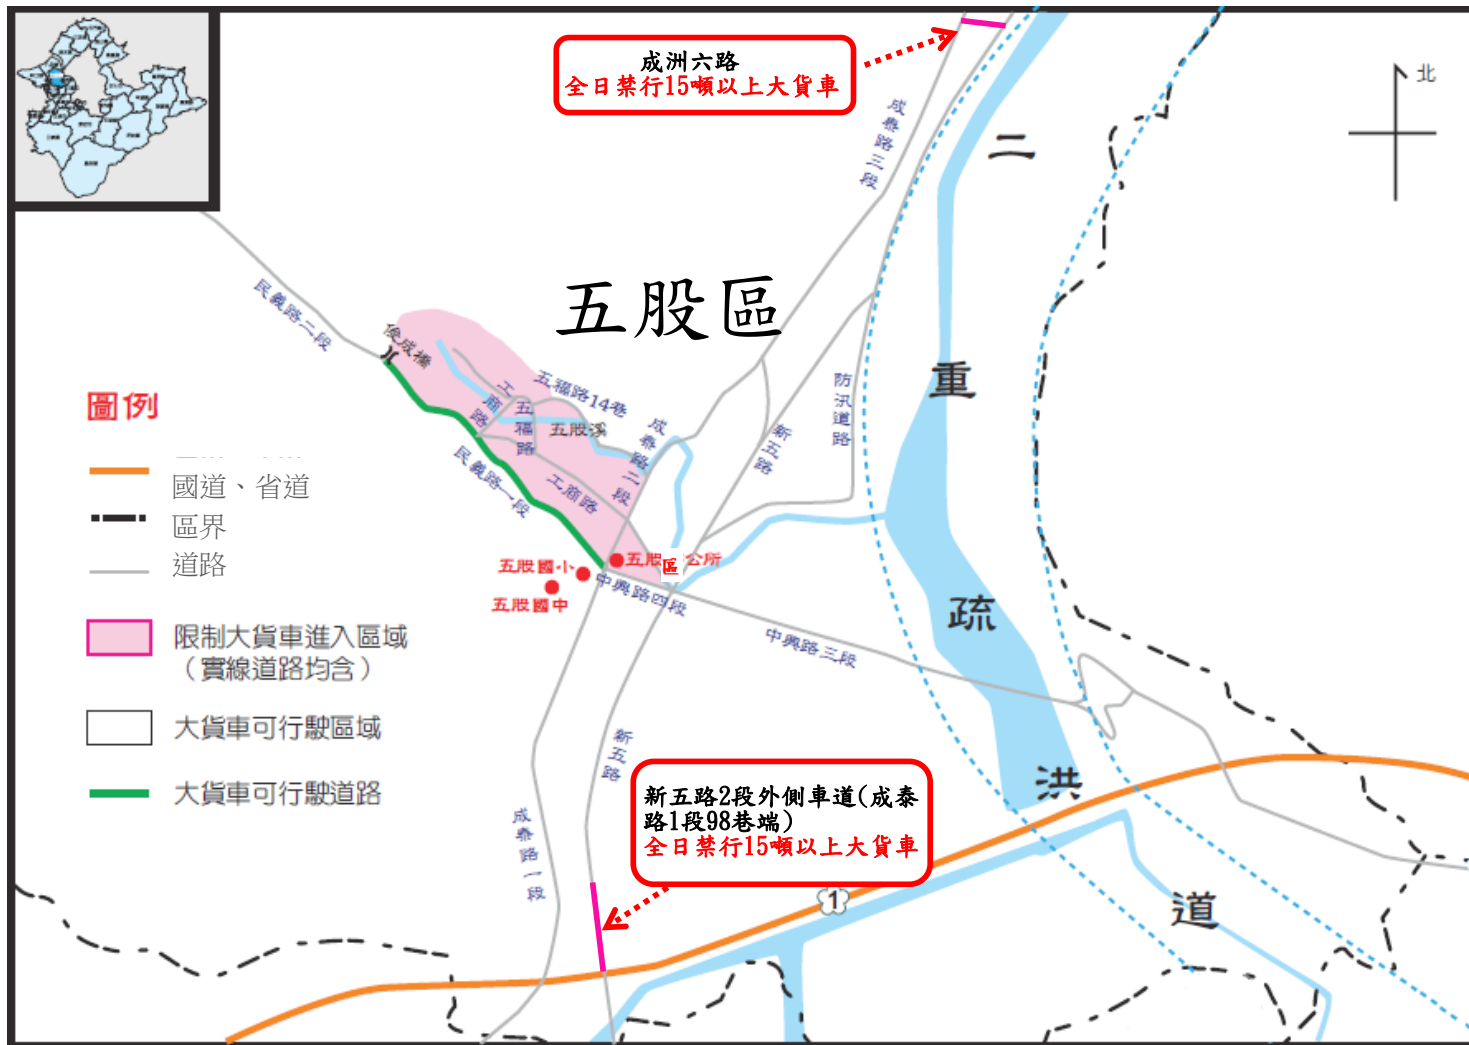 成洲六路
全日禁行15噸以上大貨車
北
成泰路三段
二
重
疏
洪
道
五股區
民義路二段
俊成橋
五福路14巷
工商路
五福路
五股溪
成泰路二段
新五路
防汛道路
民義路一段
工商路
五股國小
五股
區
公所
五股國中
中興路四段
中興路三段
圖例
國道、省道
區界
道路
限制大貨車進入區域
（實線道路均含）
大貨車可行駛區域
大貨車可行駛道路
新五路
新五路2段外側車道(成泰
路1段98巷端)
全日禁行15噸以上大貨車
成泰路一段
1